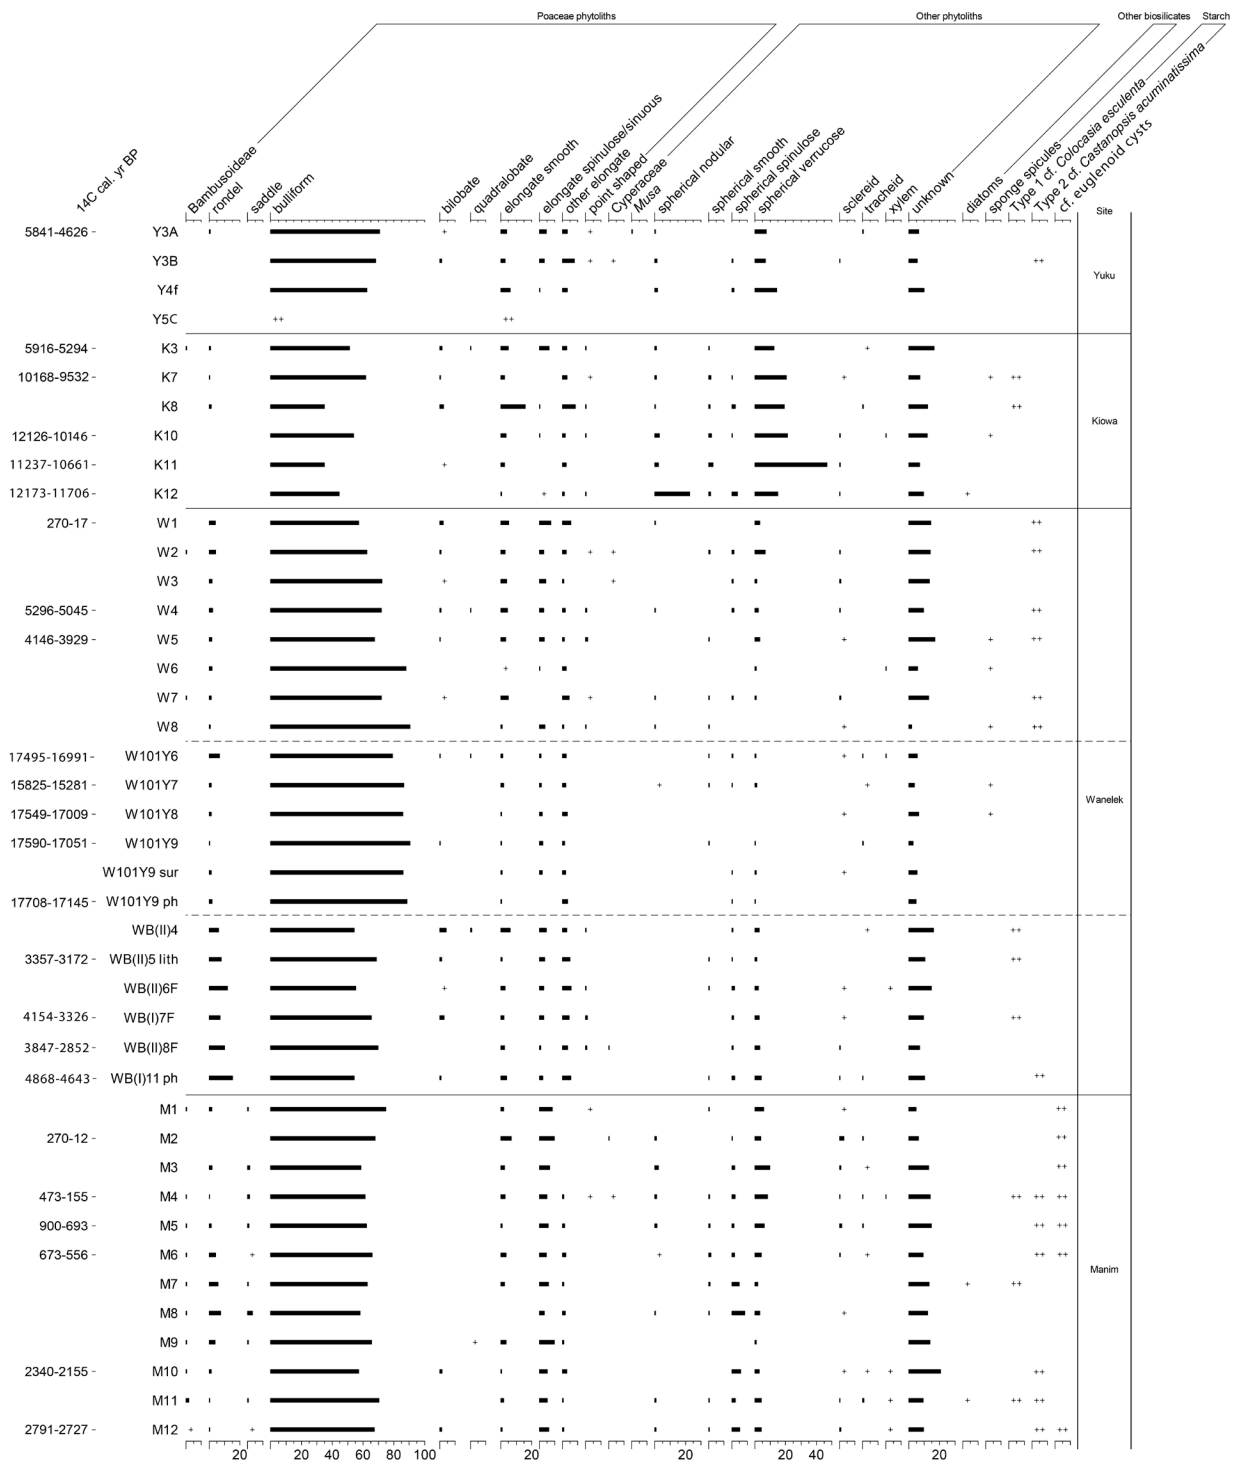 Poaceae phytoliths Other phytoliths Other biosilicates Starch
14C cal. yr BP Bambusoideae rondel saddle bulliform bilobate quadralobate elongate smooth elongate spinulose/sinuous other elongate point shaped Cyperaceae Musa spherical nodular spherical smooth spherical spinulose spherical verrucose sclereid tracheid xylem unknown diatoms sponge spicules Type 1 cf. Colocasia esculenta Type 2 cf. Castanopsis acuminatissima cf. euglenoid cysts
Site
5841-4626 - Y3A +  +
Y3B + + ++
Yuku
Y4f
Y5C ++ ++
5916-5294 - K3 +
10168-9532 - K7 + + + ++
K8 ++
Kiowa
12126-10146 - K10 +
11237-10661 - K11 +
12173-11706 - K12 + +
270-17 - W1 ++
W2 + + ++
W3 + +
5296-5045 - W4 ++
4146-3929 - W5 + + ++
W6 + +
W7 + + ++
W8 + + ++
17495-16991 - W101Y6 +
15825-15281 - W101Y7 + + +
Wanelek
17549-17009 - W101Y8 + +
17590-17051 - W101Y9
W101Y9 sur +
17708-17145 - W101Y9 ph
WB(II)4 + ++
3357-3172 - WB(II)5 lith ++
WB(II)6F + + +
4154-3326 - WB(I)7F + ++
3847-2852 - WB(II)8F
4868-4643 - WB(I)11 ph ++
M1 + + ++
270-12 - M2 ++
M3 + ++
473-155 - M4 + + ++ ++ ++
900-693 - M5 ++ ++
673-556 - M6 + + + ++ ++
Manim
M7 + ++
M8 +
M9 +
2340-2155 - M10 + + + ++
M11 + + ++ ++
2791-2727 - M12 + + + ++ ++
20 20 40 60 80 100 20 20 20 40 20